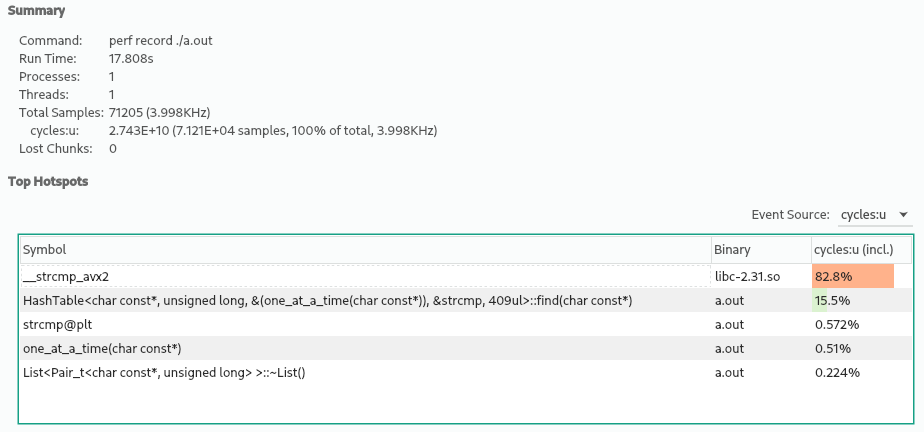 Summary
Command: perf record ./a.out
Run Time: 17.808s
Processes: 1
Threads: 1
Total Samples: 71205 (3.998KHz)
cycles:u: 2.743E+10 (7.121E+04 samples, 100% of total, 3.998KHz)
Lost Chunks: 0
Top Hotspots
Event Source: cycles:u
Symbol Binary cycles:u (incl.)
__strcmp_avx2 libc-2.31.so 82.8%
HashTable<char const*, unsigned long, &(one_at_a_time(char const*)), &strcmp, 409ul>::find(char const*) a.out 15.5%
strcmp@plt a.out 0.572%
one_at_a_time(char const*) a.out 0.51%
List<Pair_t<char const*, unsigned long> >::~List() a.out 0.224%